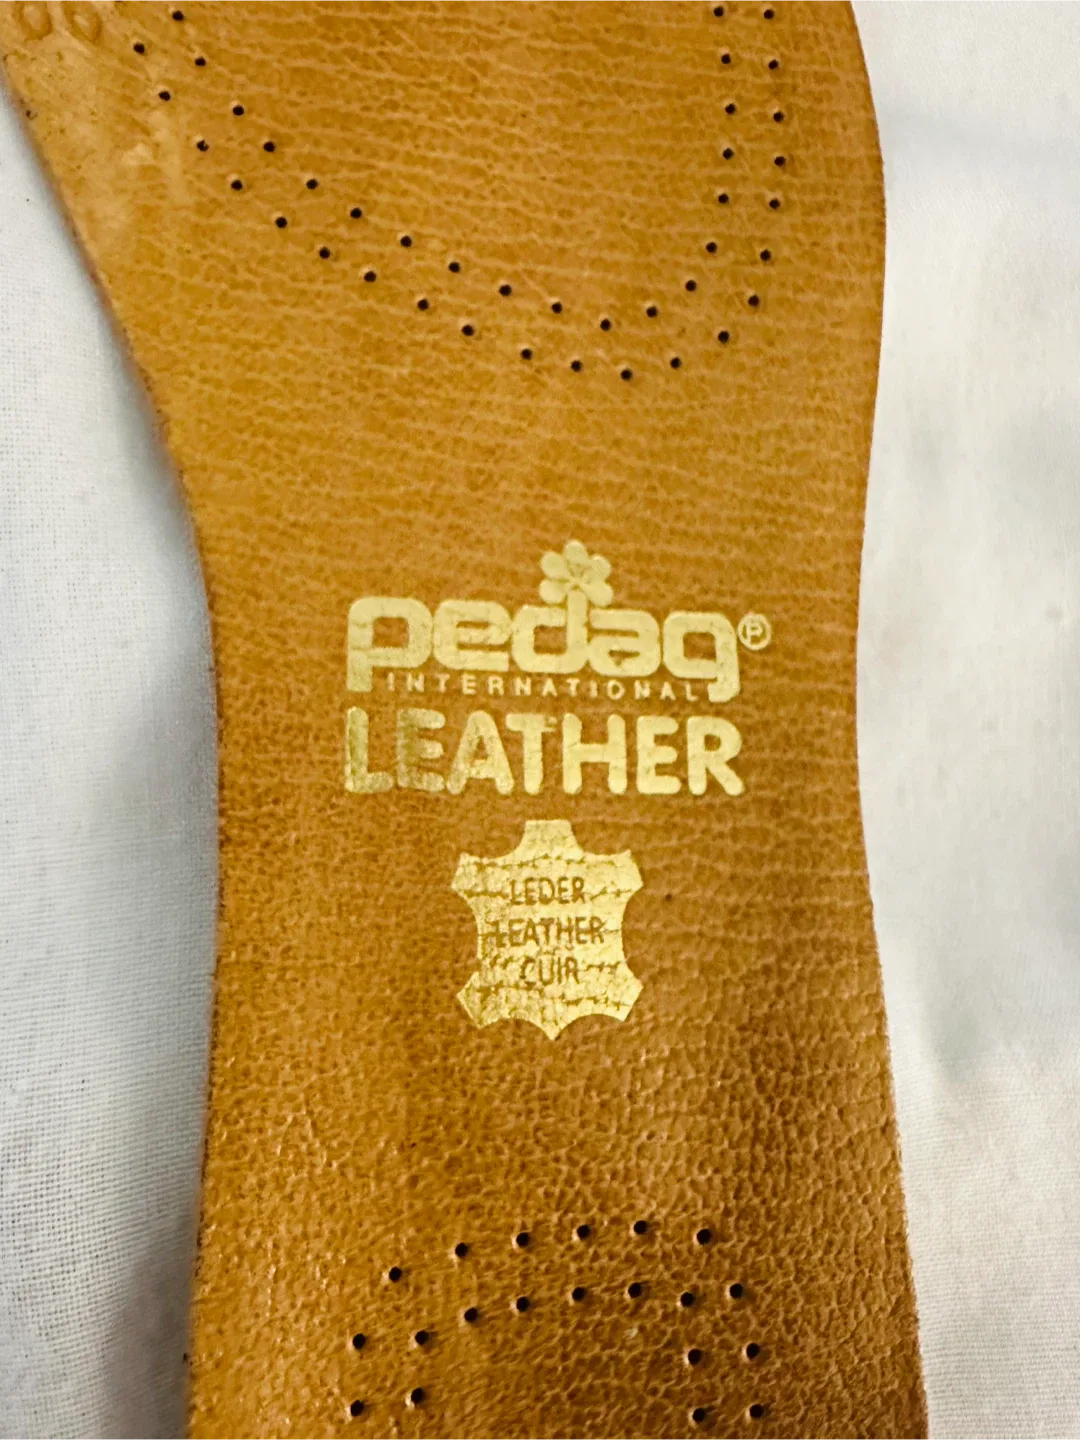 pedag®
INTERNATIONAL
LEATHER
LEDER
LEATHER
CUIR